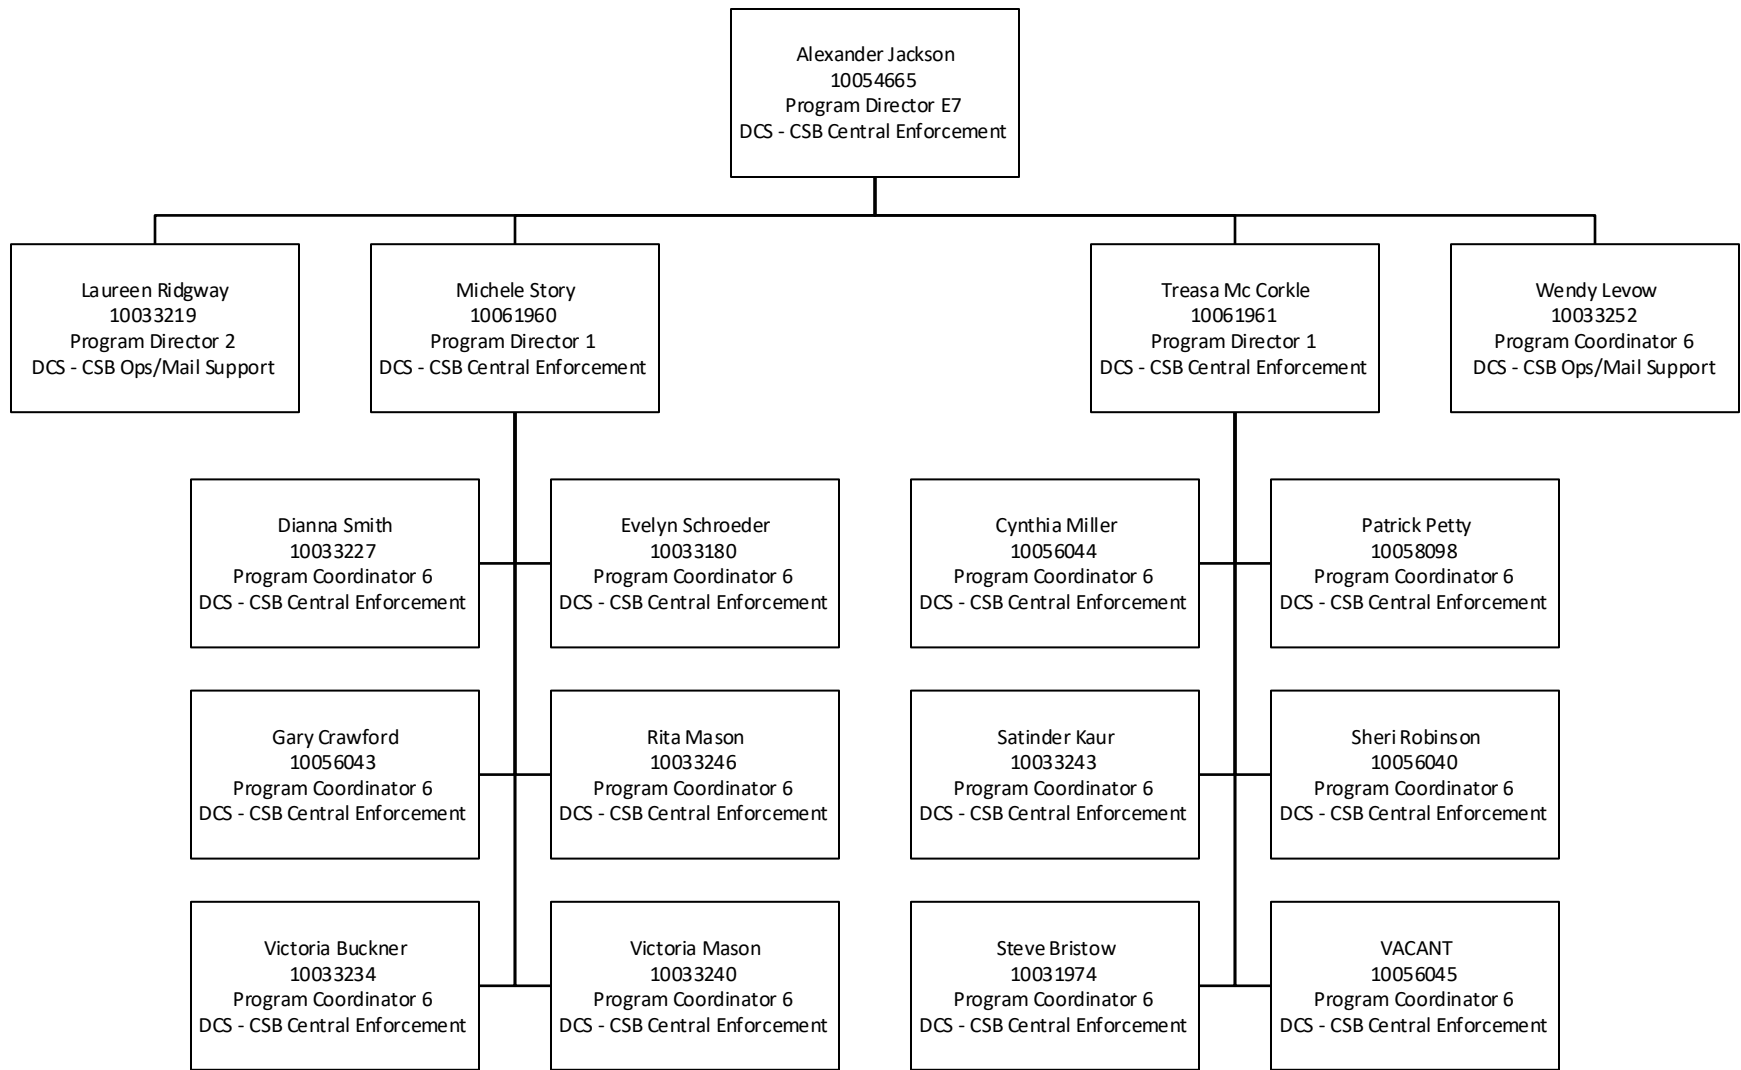 Alexander Jackson
10054665
Program Director E7
DCS - CSB Central Enforcement
Laureen Ridgway
10033219
Program Director 2
DCS - CSB Ops/Mail Support
Michele Story
10061960
Program Director 1
DCS - CSB Central Enforcement
Treasa Mc Corkle
10061961
Program Director 1
DCS - CSB Central Enforcement
Wendy Levow
10033252
Program Coordinator 6
DCS - CSB Ops/Mail Support
Dianna Smith
10033227
Program Coordinator 6
DCS - CSB Central Enforcement
Evelyn Schroeder
10033180
Program Coordinator 6
DCS - CSB Central Enforcement
Cynthia Miller
10056044
Program Coordinator 6
DCS - CSB Central Enforcement
Patrick Petty
10058098
Program Coordinator 6
DCS - CSB Central Enforcement
Gary Crawford
10056043
Program Coordinator 6
DCS - CSB Central Enforcement
Rita Mason
10033246
Program Coordinator 6
DCS - CSB Central Enforcement
Satinder Kaur
10033243
Program Coordinator 6
DCS - CSB Central Enforcement
Sheri Robinson
10056040
Program Coordinator 6
DCS - CSB Central Enforcement
Victoria Buckner
10033234
Program Coordinator 6
DCS - CSB Central Enforcement
Victoria Mason
10033240
Program Coordinator 6
DCS - CSB Central Enforcement
Steve Bristow
10031974
Program Coordinator 6
DCS - CSB Central Enforcement
VACANT
10056045
Program Coordinator 6
DCS - CSB Central Enforcement